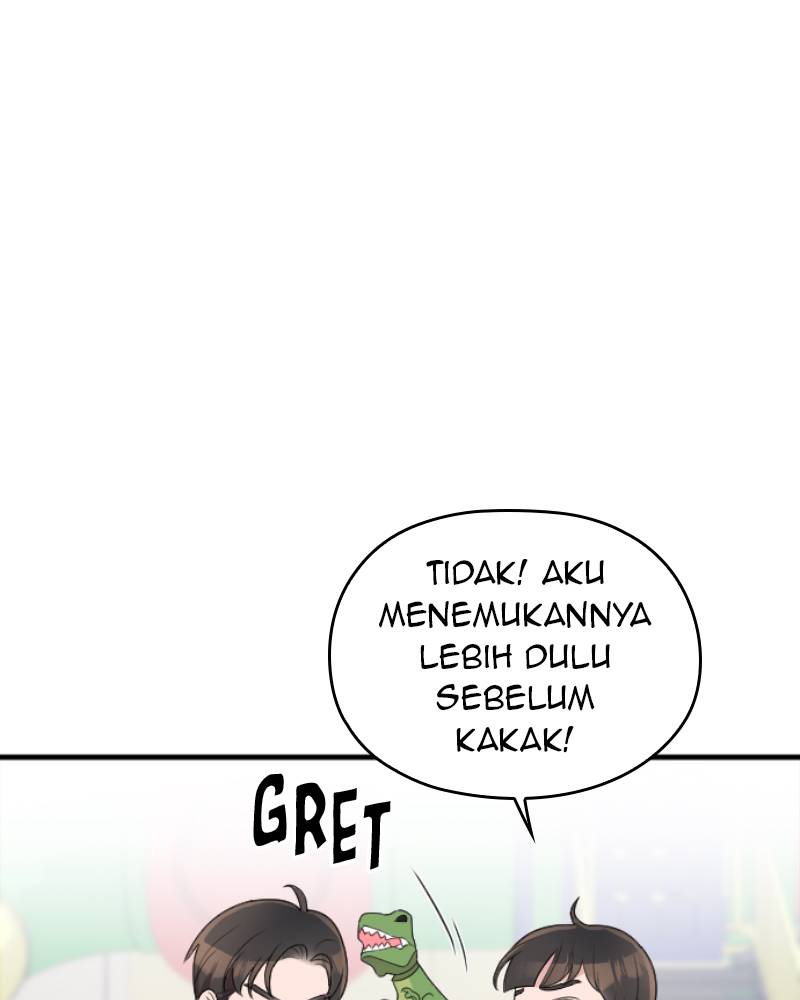 TIDAK! AKU
MENEMUKANNYA
LEBIH DULU
SEBELUM
KAKAK!
GRET